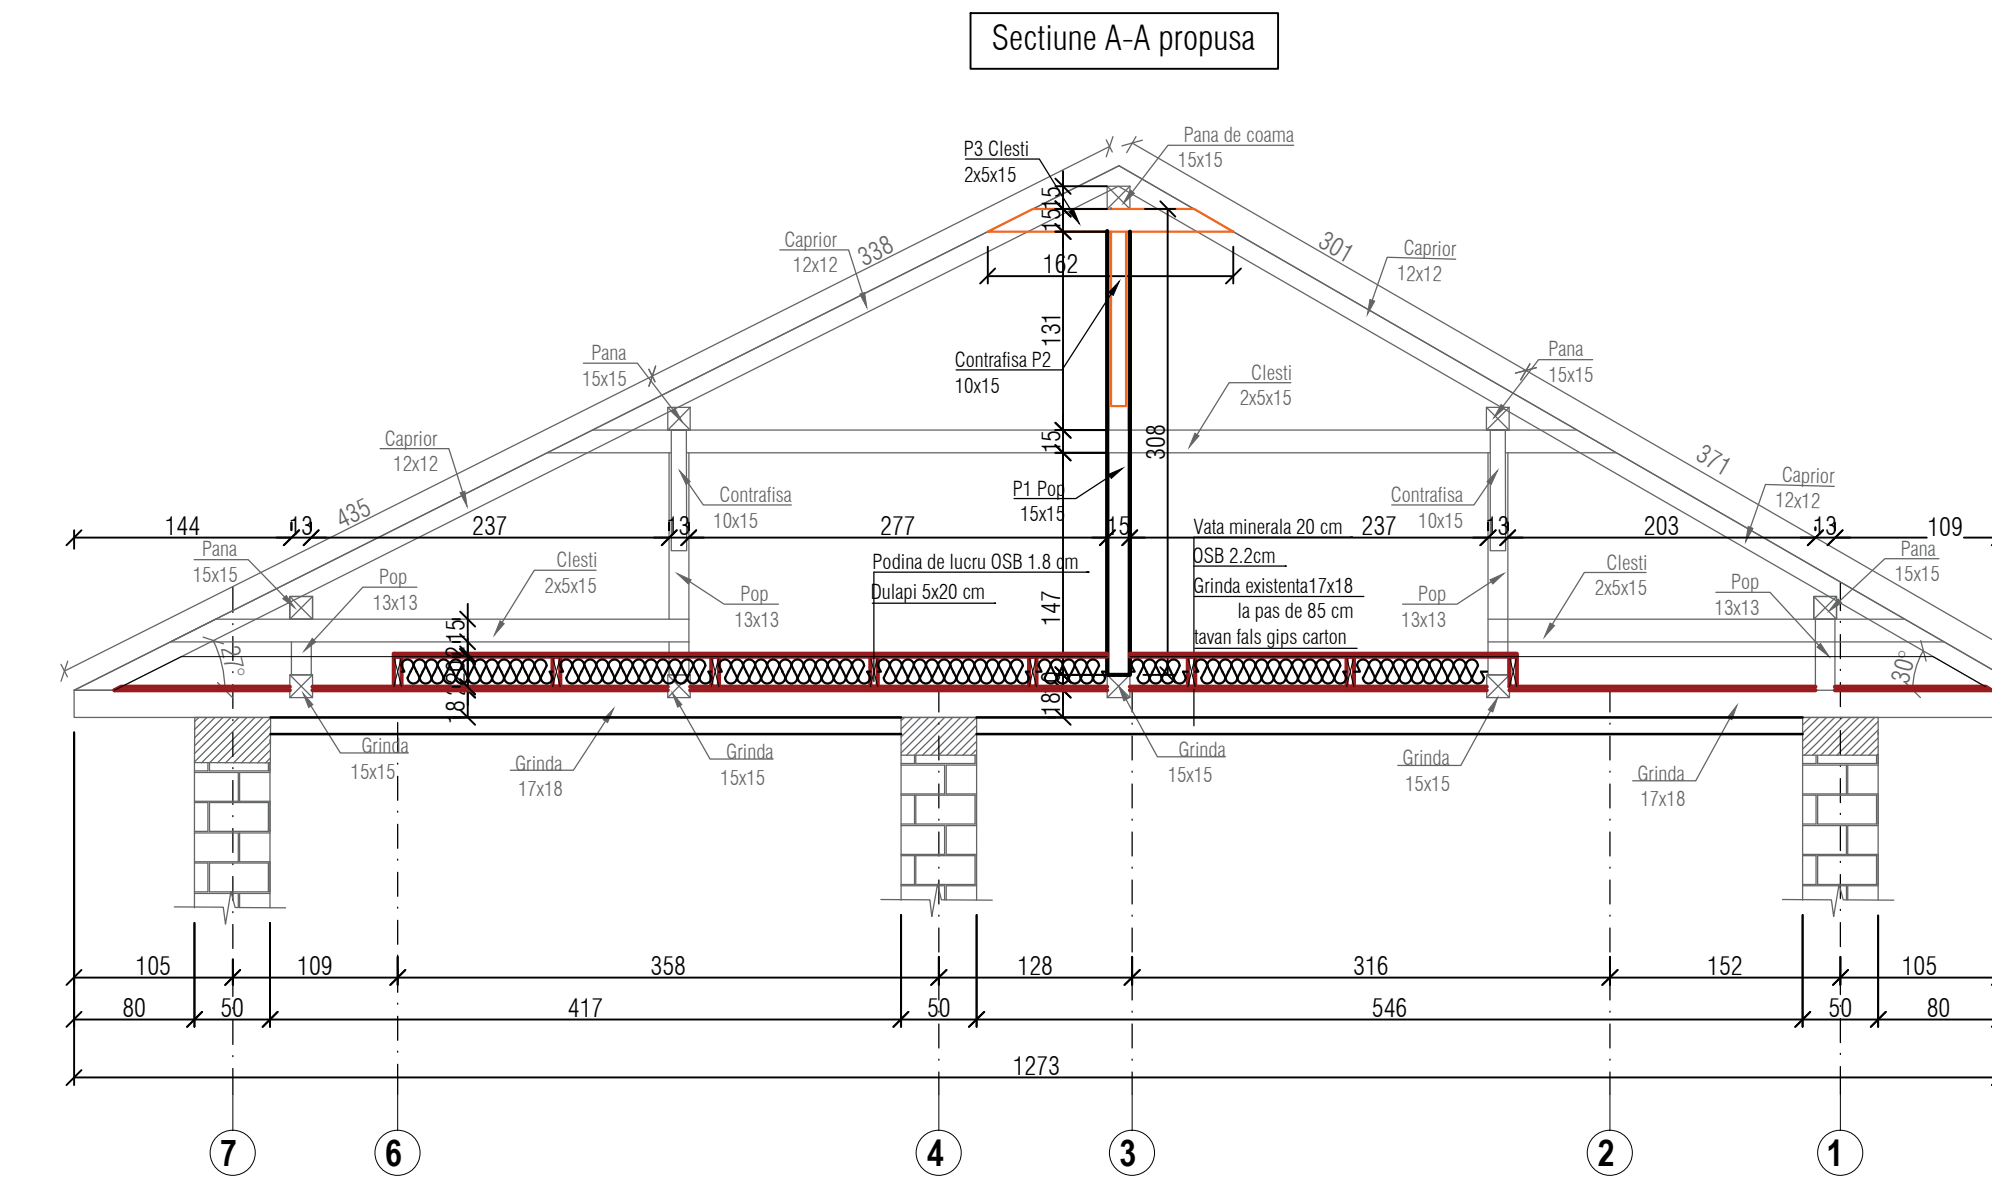 Sectiune A-A propusa
P3 Clesti
2x5x15
Pana de coama
15x15
15
15
162
308
131
15
147
18
338
301
371
435
Caprior
12x12
Caprior
12x12
Contrafisa P2
10x15
Pana
15x15
Pana
15x15
Clesti
2x5x15
Caprior
12x12
Caprior
12x12
Contrafisa
10x15
P1 Pop
15x15
Contrafisa
10x15
144
13
237
13
277
15
237
13
203
13
109
Pana
15x15
Pop
13x13
Clesti
2x5x15
Pop
13x13
Podina de lucru OSB 1.8 cm
Dulapi 5x20 cm
Vata minerala 20 cm
OSB 2.2cm
Grinda existenta17x18
la pas de 85 cm
tavan fals gips carton
Pop
13x13
Clesti
2x5x15
Pop
13x13
Pana
15x15
27°
30°
15
18
Grinda
15x15
Grinda
17x18
Grinda
15x15
Grinda
15x15
Grinda
15x15
Grinda
17x18
105
109
358
128
316
152
105
80
50
417
50
546
50
80
1273
7
6
4
3
2
1